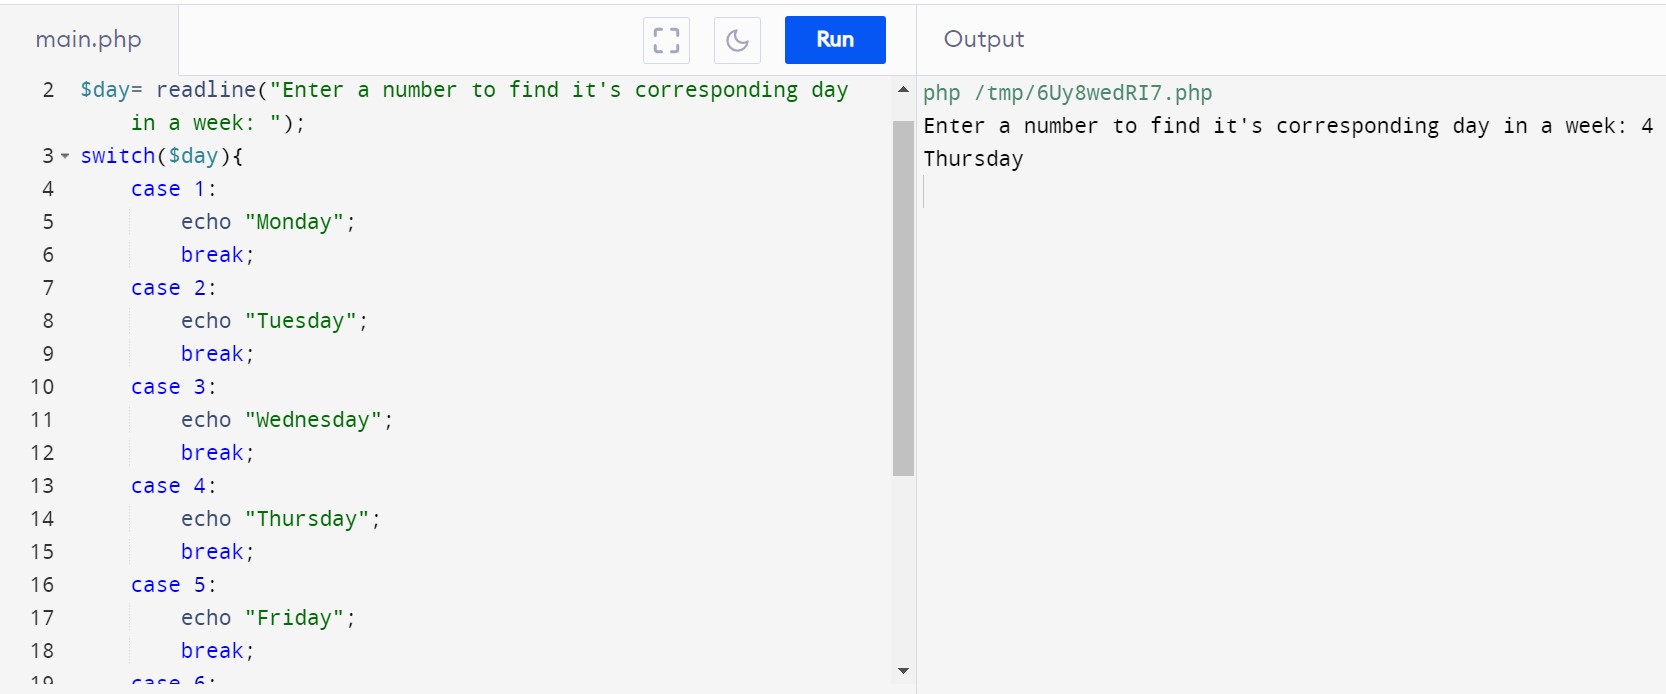 main.php
Run
Output
2 $day= readline("Enter a number to find it's corresponding day
in a week: ");
3 switch($day){
4 case 1:
5 echo "Monday";
6 break;
7 case 2:
8 echo "Tuesday";
9 break;
10 case 3:
11 echo "Wednesday";
12 break;
13 case 4:
14 echo "Thursday";
15 break;
16 case 5:
17 echo "Friday";
18 break;
19 case 6:
php /tmp/6Uy8wedRI7.php
Enter a number to find it's corresponding day in a week: 4
Thursday